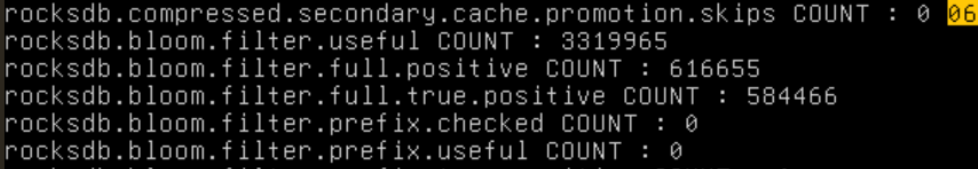 rocksdb.compressed.secondary.cache.promotion.skips COUNT : 0 06
rocksdb.bloom.filter.useful COUNT : 3319965
rocksdb.bloom.filter.full.positive COUNT : 616655
rocksdb.bloom.filter.full.true.positive COUNT : 584466
rocksdb.bloom.filter.prefix.checked COUNT : 0
rocksdb.bloom.filter.prefix.useful COUNT : 0